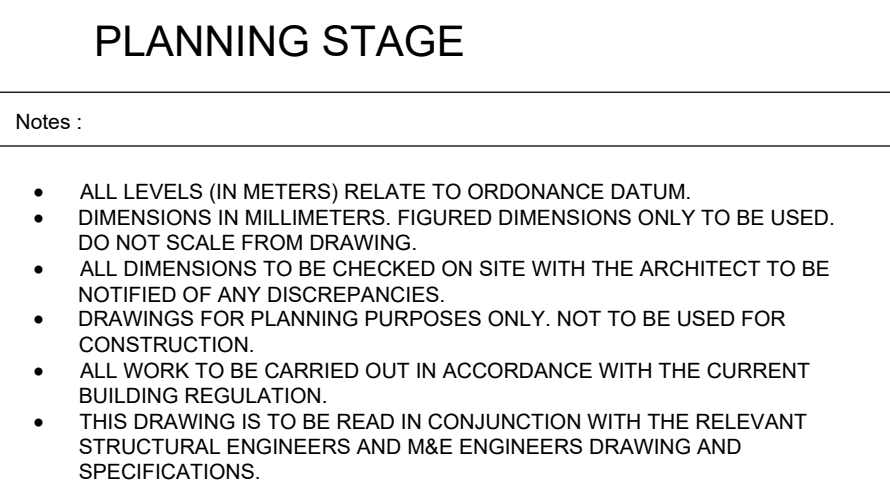 PLANNING STAGE
Notes :
• ALL LEVELS (IN METERS) RELATE TO ORDONANCE DATUM.
• DIMENSIONS IN MILLIMETERS. FIGURED DIMENSIONS ONLY TO BE USED.
DO NOT SCALE FROM DRAWING.
• ALL DIMENSIONS TO BE CHECKED ON SITE WITH THE ARCHITECT TO BE
NOTIFIED OF ANY DISCREPANCIES.
• DRAWINGS FOR PLANNING PURPOSES ONLY. NOT TO BE USED FOR
CONSTRUCTION.
• ALL WORK TO BE CARRIED OUT IN ACCORDANCE WITH THE CURRENT
BUILDING REGULATION.
• THIS DRAWING IS TO BE READ IN CONJUNCTION WITH THE RELEVANT
STRUCTURAL ENGINEERS AND M&E ENGINEERS DRAWING AND
SPECIFICATIONS.